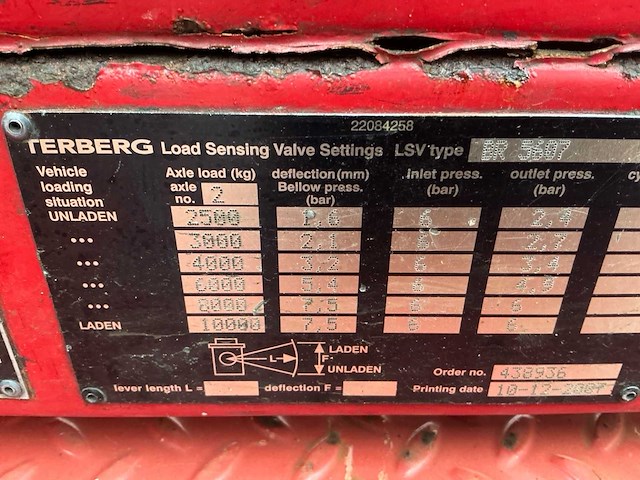 22084258
TERBERG Load Sensing Valve Settings LSV type BR 5607
Vehicle loading situation Axle load (kg) axle no. 2 deflection (mm) Bellow press. (bar) inlet press. (bar) outlet press. (bar) cy
UNLADEN 2500 1,6 6 2,4
••• 3000 2,1 6 2,7
••• 4000 3,2 6 3,4
••• 6000 5,4 6 4,9
••• 8000 7,5 6 6
LADEN 10000 7,5 6 6
LADEN
L F
UNLADEN
lever length L = deflection F =
Order no. 438936
Printing date 10-12-2007